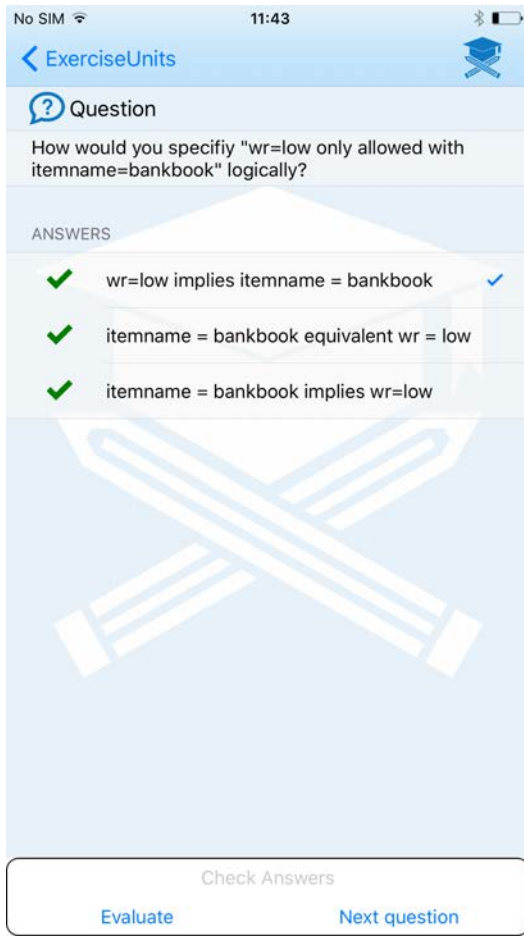 No SIM 11:43
ExerciseUnits
? Question
How would you specifiy "wr=low only allowed with
itemname=bankbook" logically?
ANSWERS
wr=low implies itemname = bankbook
itemname = bankbook equivalent wr = low
itemname = bankbook implies wr=low
Check Answers
Evaluate Next question